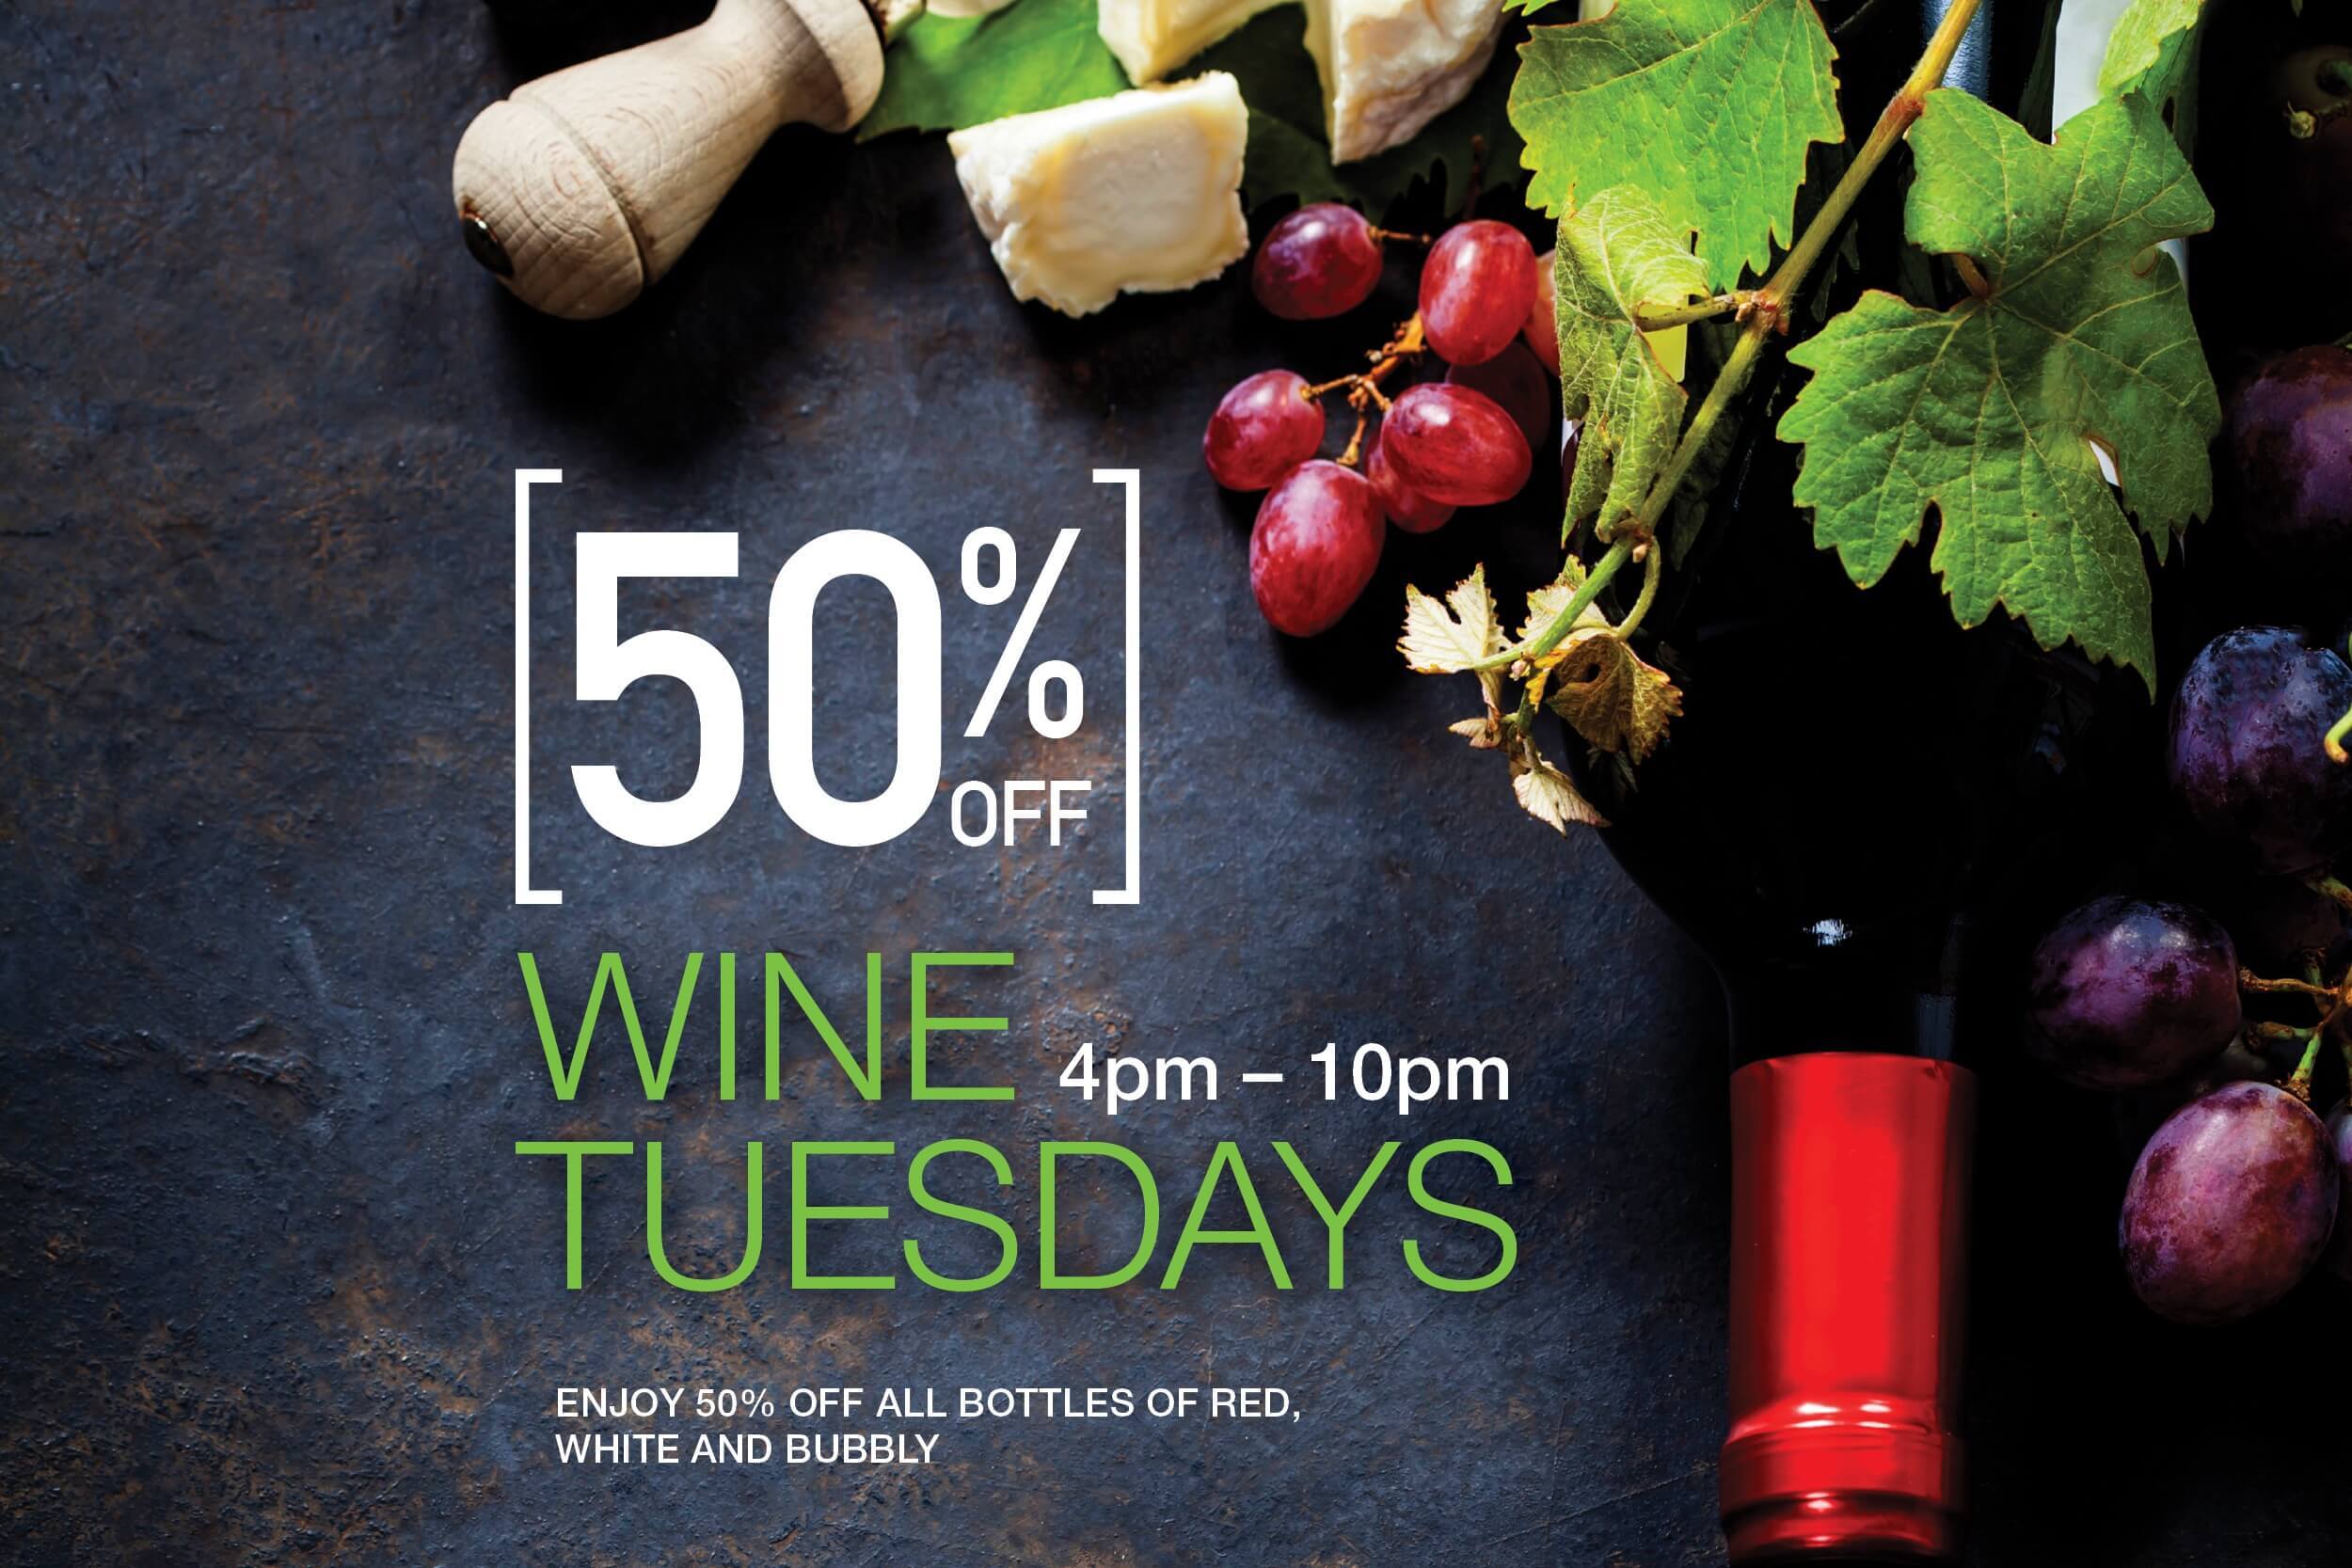 50%
OFF
WINE 4pm – 10pm
TUESDAYS
ENJOY 50% OFF ALL BOTTLES OF RED,
WHITE AND BUBBLY